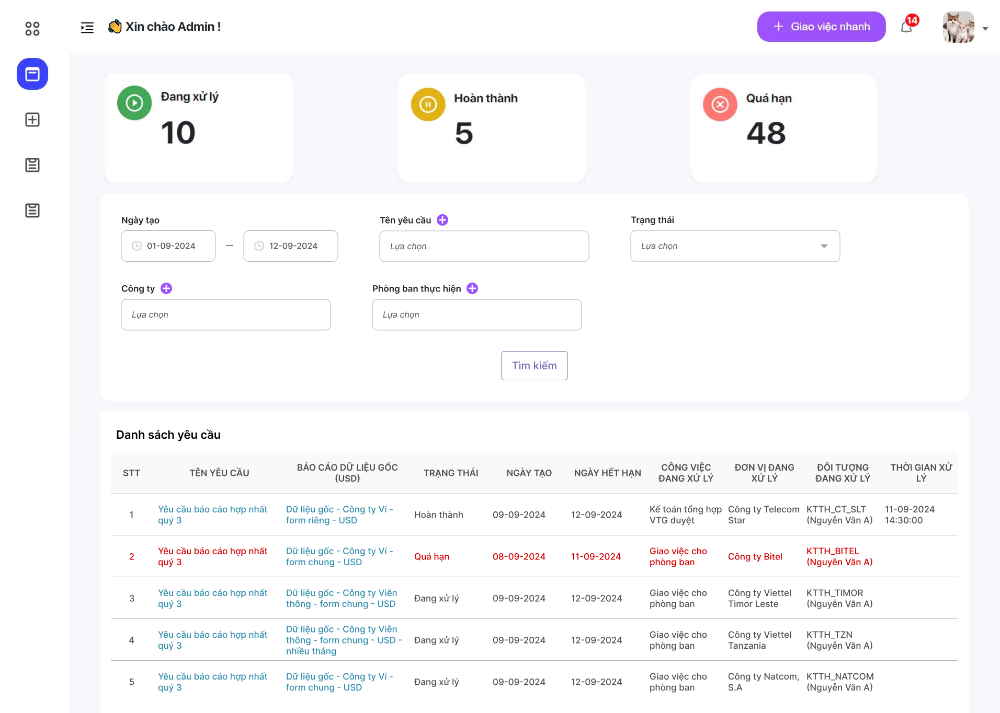 Xin chào Admin !
Giao việc nhanh
14
Đang xử lý
10
Hoàn thành
5
Quá hạn
48
Ngày tạo
01-09-2024
—
12-09-2024
Tên yêu cầu
Lựa chọn
Trạng thái
Lựa chọn
Công ty
Lựa chọn
Phòng ban thực hiện
Lựa chọn
Tìm kiếm
Danh sách yêu cầu
STT
TÊN YÊU CẦU
BÁO CÁO DỮ LIỆU GỐC
(USD)
TRẠNG THÁI
NGÀY TẠO
NGÀY HẾT HẠN
CÔNG VIỆC
ĐANG XỬ LÝ
ĐƠN VỊ ĐANG
XỬ LÝ
ĐÔI TƯỢNG
ĐANG XỬ LÝ
THỜI GIAN XỬ
LÝ
1
Yêu cầu báo cáo hợp nhất
quý 3
Dữ liệu gốc - Công ty Ví -
form riêng - USD
Hoàn thành
09-09-2024
12-09-2024
Kế toán tổng hợp
VTG duyệt
Công ty Telecom
Star
KTTH_CT_SLT
(Nguyễn Văn A)
11-09-2024
14:30:00
2
Yêu cầu báo cáo hợp nhất
quý 3
Dữ liệu gốc - Công ty Ví -
form chung - USD
Quá hạn
08-09-2024
11-09-2024
Giao việc cho
phòng ban
Công ty Bitel
KTTH_BITEL
(Nguyễn Văn A)
3
Yêu cầu báo cáo hợp nhất
quý 3
Dữ liệu gốc - Công ty Viễn
thông - form chung - USD
Đang xử lý
09-09-2024
12-09-2024
Giao việc cho
phòng ban
Công ty Viettel
Timor Leste
KTTH_TIMOR
(Nguyễn Văn A)
4
Yêu cầu báo cáo hợp nhất
quý 3
Dữ liệu gốc - Công ty Viễn
thông - form chung - USD -
nhiều tháng
Đang xử lý
09-09-2024
12-09-2024
Giao việc cho
phòng ban
Công ty Viettel
Tanzania
KTTH_TZN
(Nguyễn Văn A)
5
Yêu cầu báo cáo hợp nhất
quý 3
Dữ liệu gốc - Công ty Ví -
form chung - USD
Đang xử lý
09-09-2024
12-09-2024
Giao việc cho
phòng ban
Công ty Natcom,
S.A
KTTH_NATCOM
(Nguyễn Văn A)